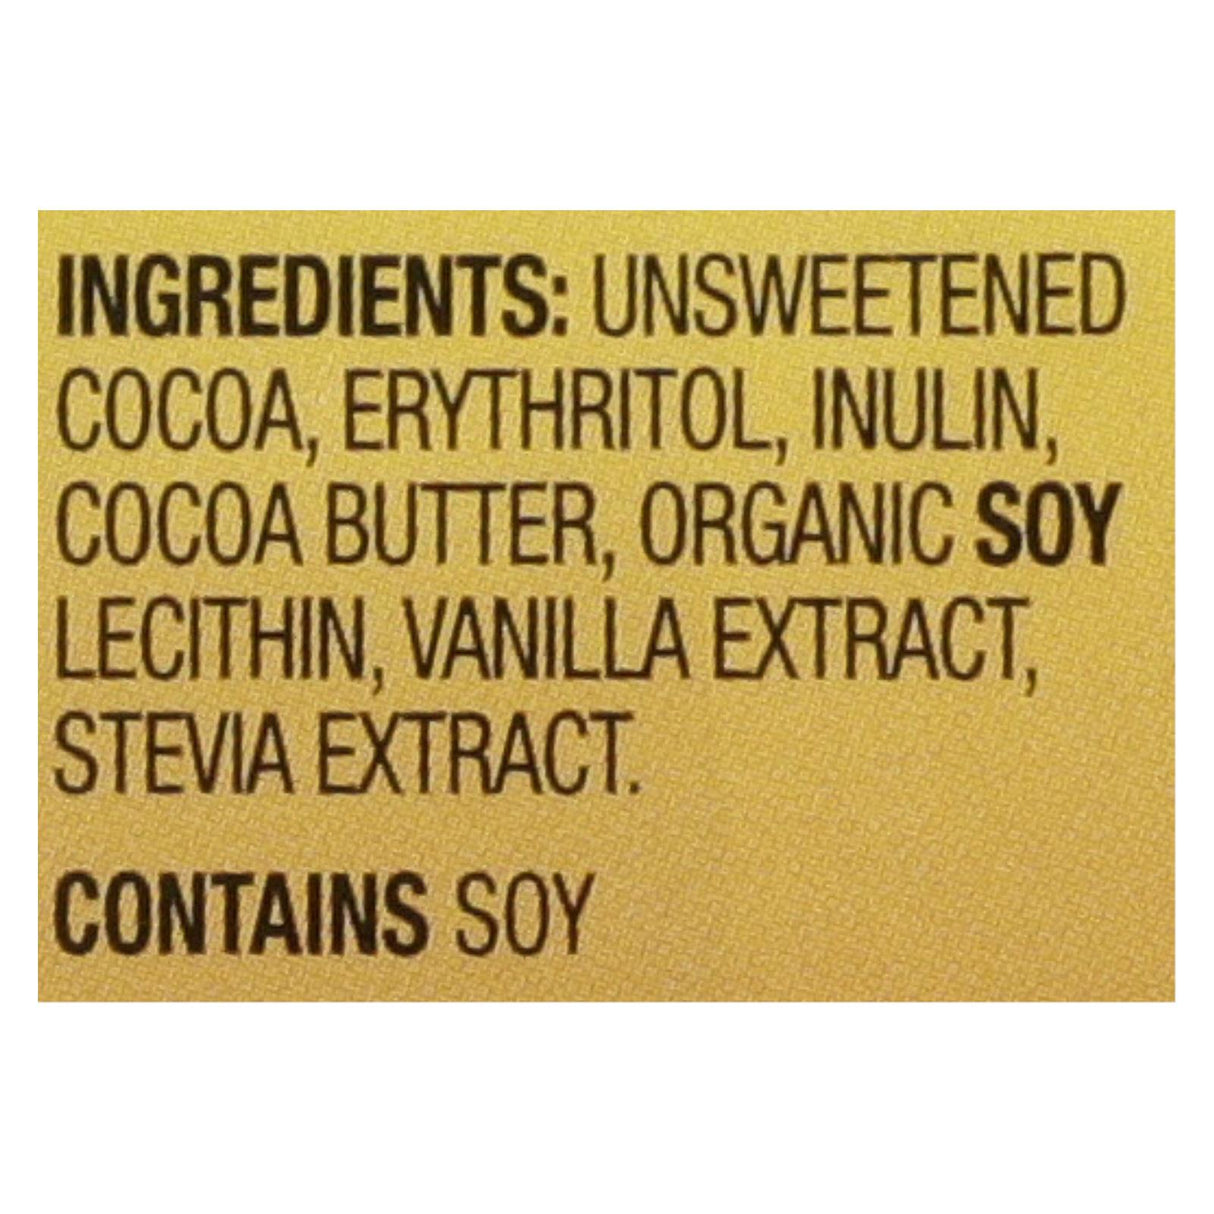 INGREDIENTS: UNSWEETENED
COCOA, ERYTHRITOL, INULIN,
COCOA BUTTER, ORGANIC SOY
LECITHIN, VANILLA EXTRACT,
STEVIA EXTRACT.
CONTAINS SOY